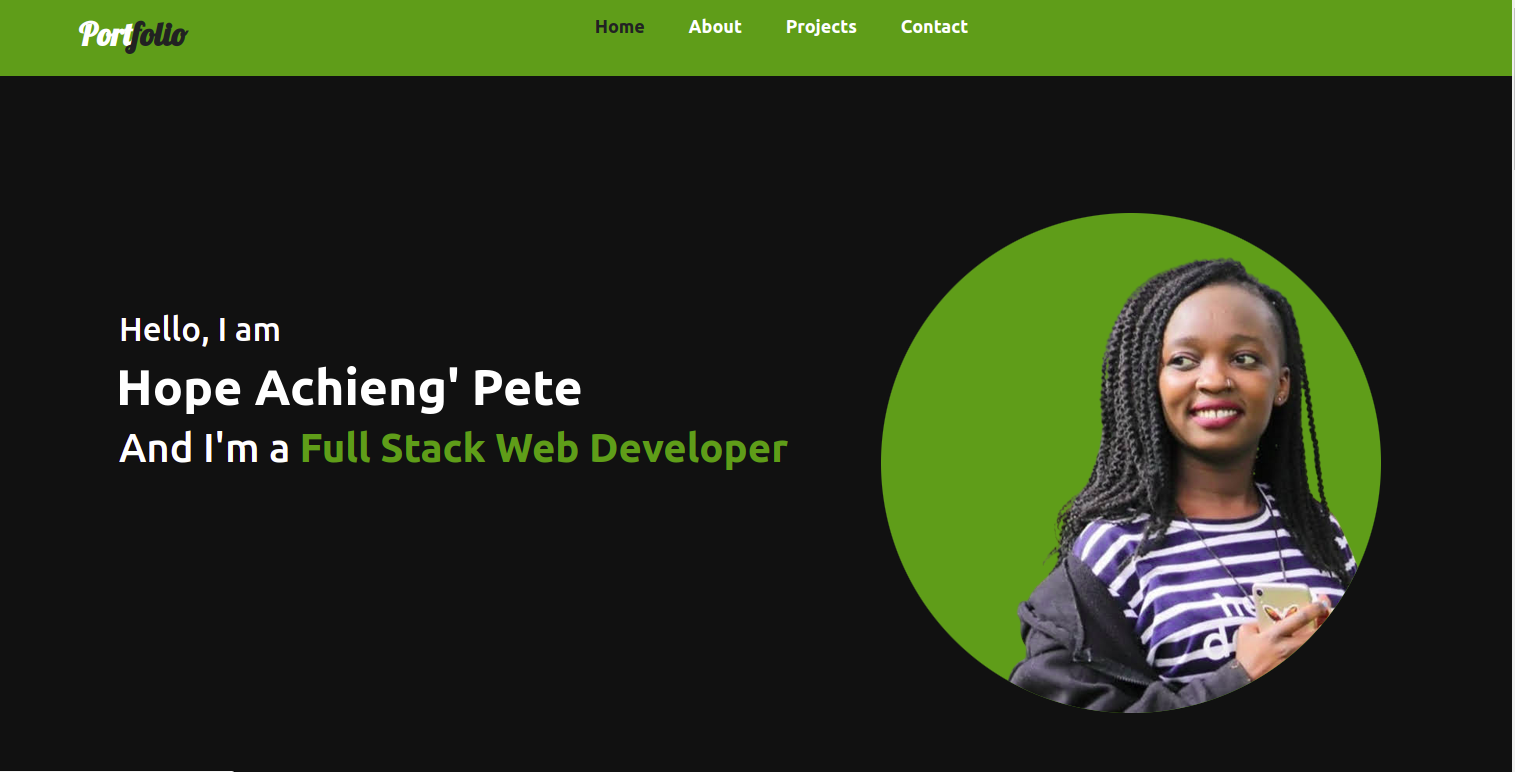 Portfolio
Home About Projects Contact
Hello, I am
Hope Achieng' Pete
And I'm a Full Stack Web Developer